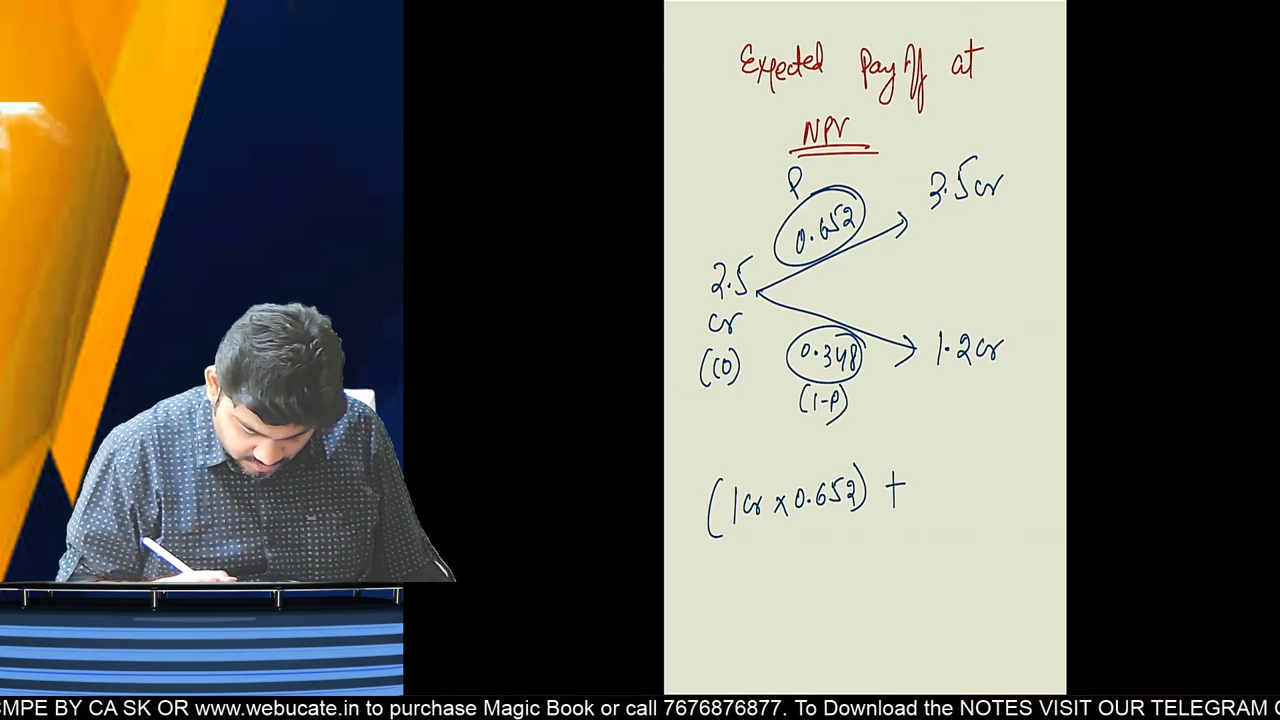 Expected Pay off at
NPV
P
0.652
3.5cr
2.5
cr
(CO)
0.348
1.2cr
(1-P)
(1cr x 0.652) +
CMPE BY CA SK OR www.webucate.in to purchase Magic Book or call 7676876877. To Download the NOTES VISIT OUR TELEGRAM C